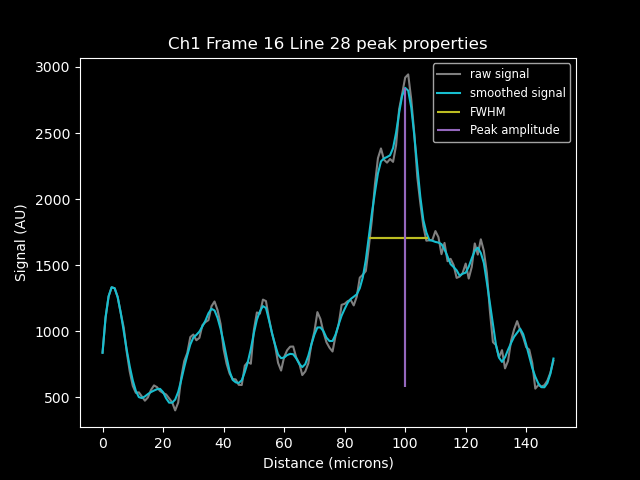 Ch1 Frame 16 Line 28 peak properties
raw signal
smoothed signal
FWHM
Peak amplitude
3000
2500
2000
1500
1000
500
Signal (AU)
0 20 40 60 80 100 120 140
Distance (microns)